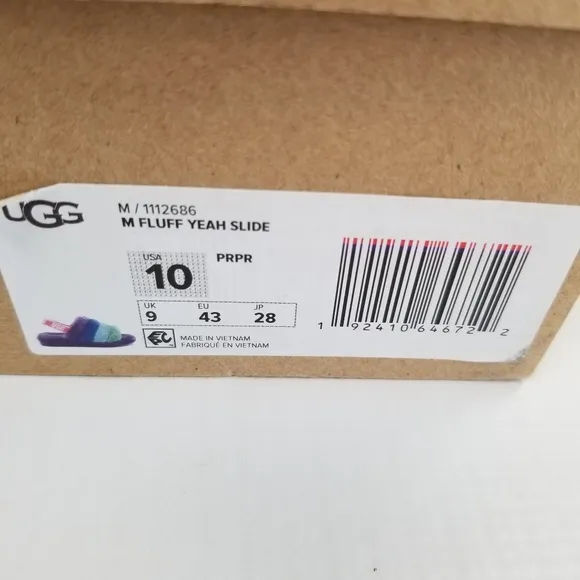 UGG
M / 1112686
M FLUFF YEAH SLIDE
USA
10
PRPR
UK EU JP
9 43 28
MADE IN VIETNAM
FABRIQUÉ EN VIETNAM
1 92410 64672 2